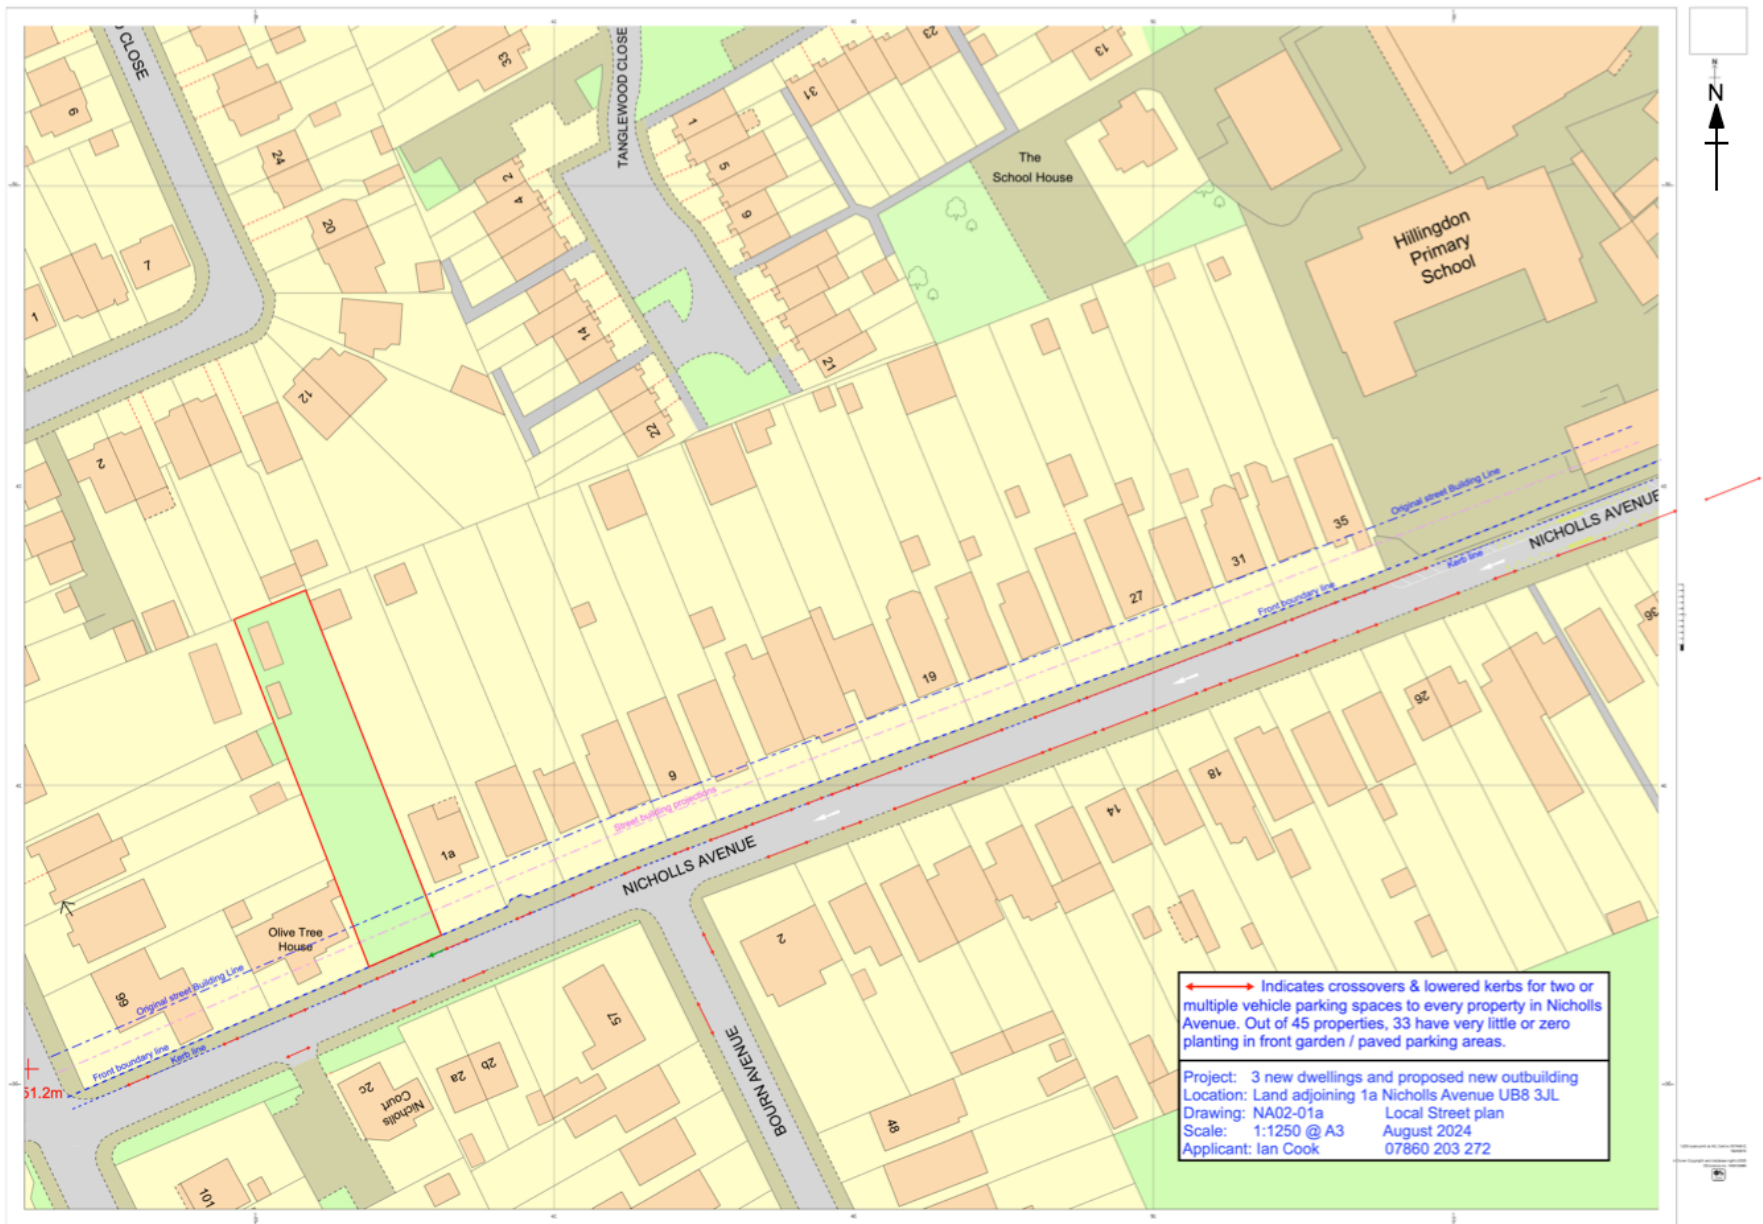 N
N
CLOSE
33
TANGLEWOOD CLOSE
23
13
31
9
24
1
5
9
2
4
The
School House
20
7
1
Hillingdon
Primary
School
14
12
21
22
2
Original street Building Line
NICHOLLS AVENUE
35
31
Kerb line
Front boundary line
27
36
19
26
9
18
Street building projections
14
1a
NICHOLLS AVENUE
Olive Tree
House
2
66
Original street Building Line
57
Front boundary line
Kerb line
51.2m
2c
Nicholls
Court
2a
2b
BOURN AVENUE
48
101
Indicates crossovers & lowered kerbs for two or
multiple vehicle parking spaces to every property in Nicholls
Avenue. Out of 45 properties, 33 have very little or zero
planting in front garden / paved parking areas.
Project: 3 new dwellings and proposed new outbuilding
Location: Land adjoining 1a Nicholls Avenue UB8 3JL
Drawing: NA02-01a Local Street plan
Scale: 1:1250 @ A3 August 2024
Applicant: Ian Cook 07860 203 272